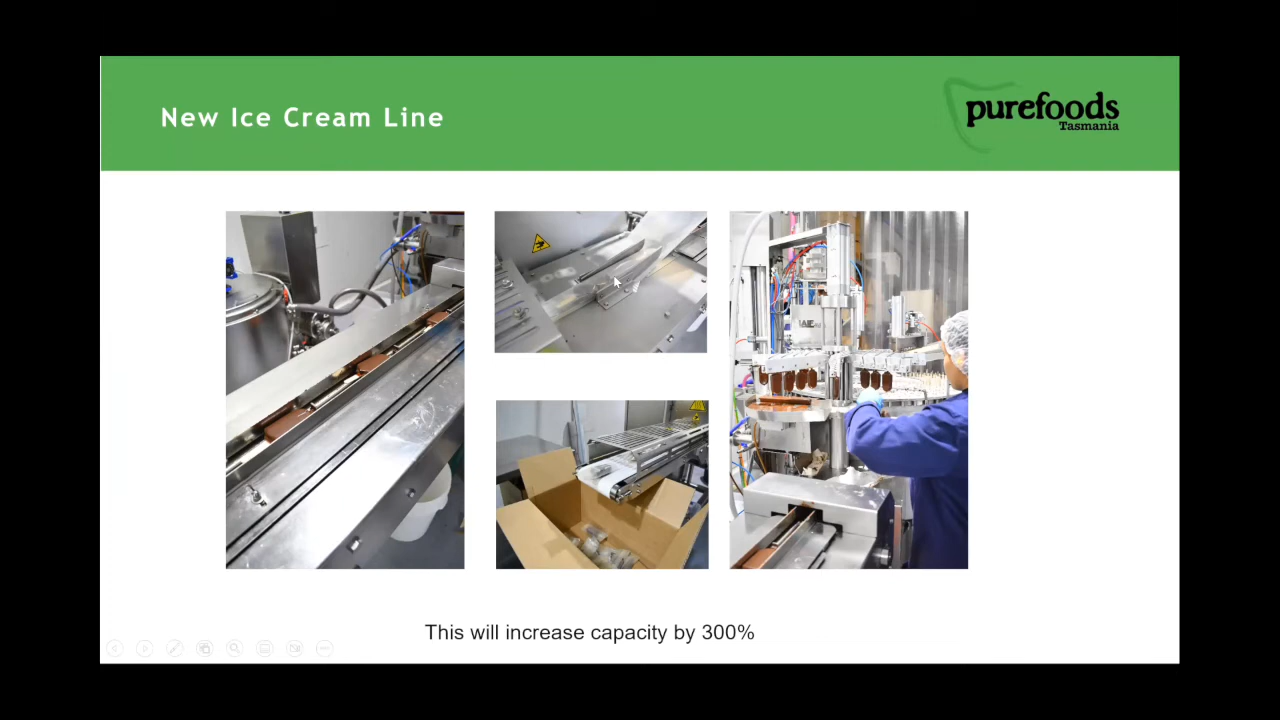 New Ice Cream Line
purefoods
Tasmania
This will increase capacity by 300%